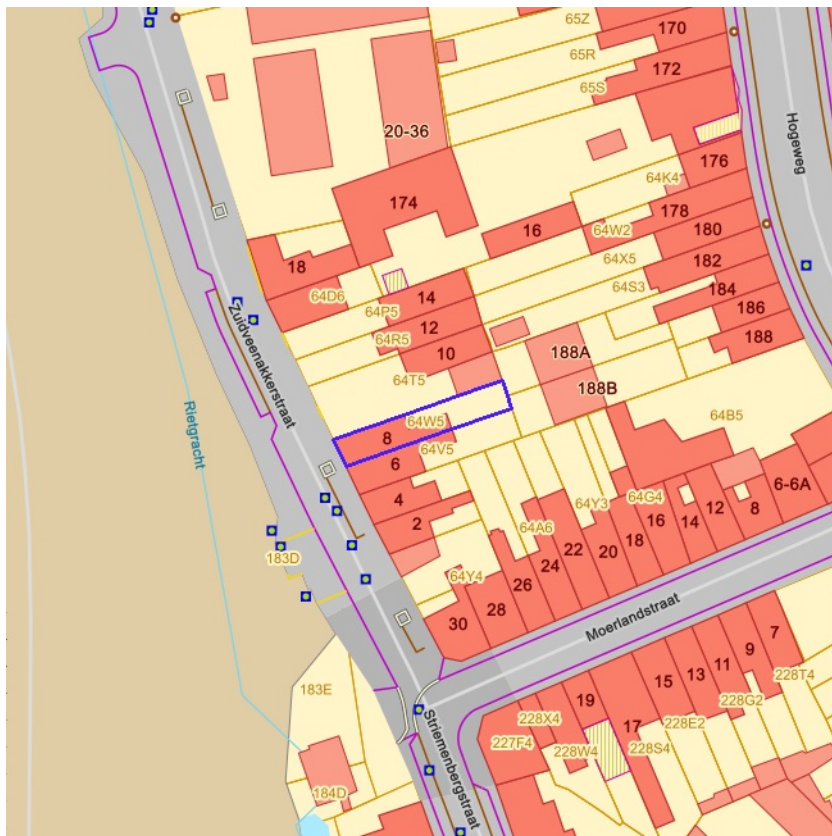 65Z
170
65R
172
65S
Hogeweg
20-36
176
64K4
174
178
16
64W2
180
64X5
18
182
64S3
64D6
14
184
64P5
186
12
64R5
188
10
188A
Zuidveenakkerstraat
64T5
188B
Rietgracht
64W5
64B5
8
64V5
6
4
64Y3
64G4
6-6A
16
12
8
2
14
64A6
18
22
20
24
183D
64Y4
26
28
30
Moerlandstraat
7
9
11
13
228T4
15
183E
19
228G2
228X4
17
228E2
Striemenbergstraat
227F4
228W4
228S4
184D